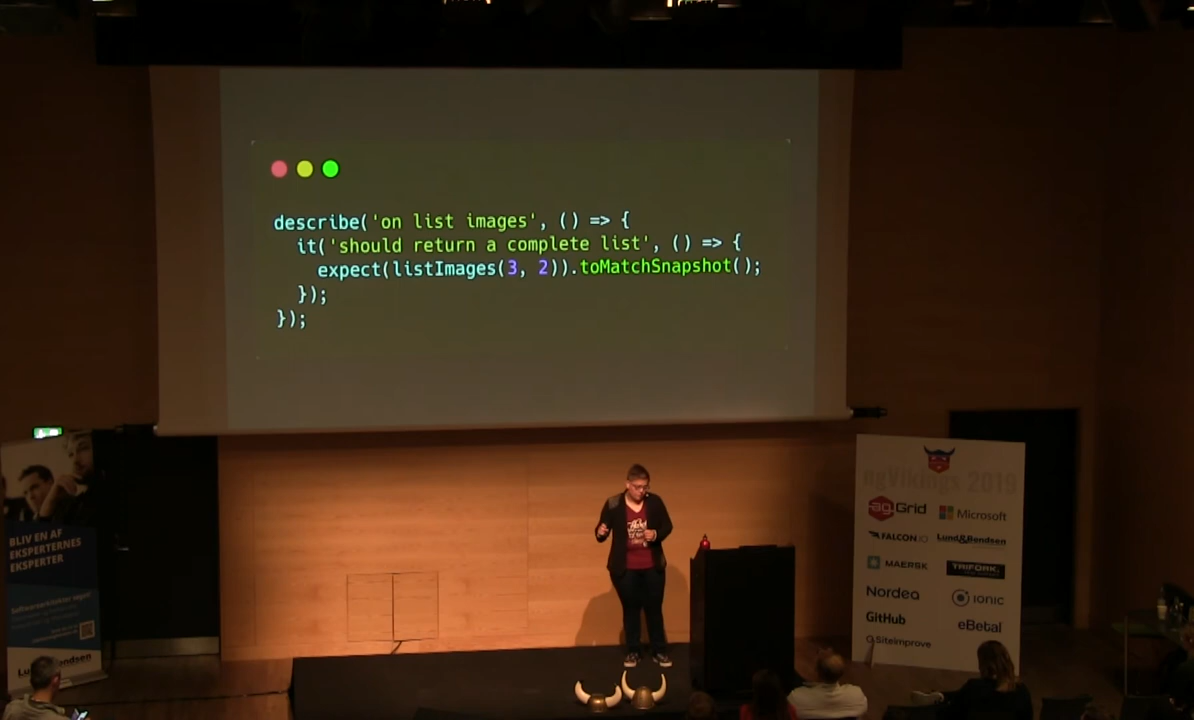 describe('on list images', () => {
it('should return a complete list', () => {
expect(listImages(3, 2)).toMatchSnapshot();
});
});
BLIV EN AF
EKSPERTERNES
EKSPERTER
ngVikings 2019
agGrid
Microsoft
FALCON.IO
Lund&Bendsen
MAERSK
TRIFORK.
Nordea
IONIC
GitHub
eBetal
Siteimprove